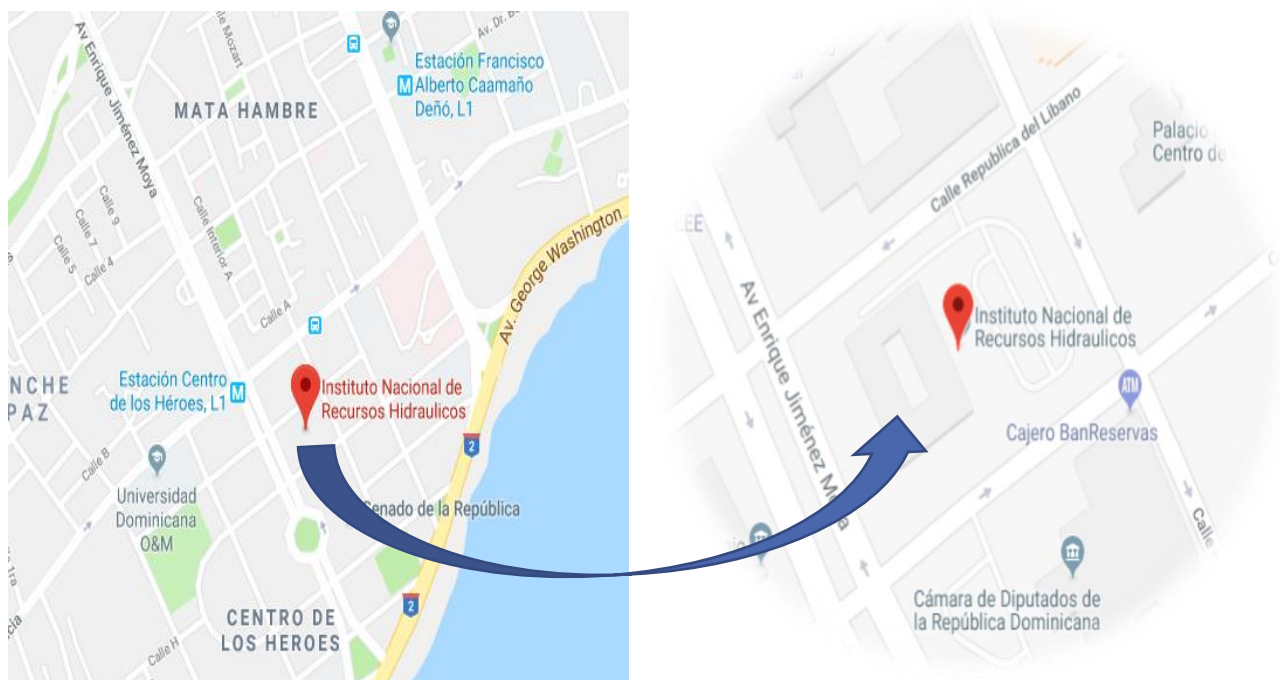 Av Enrique Jiménez Moya
Mozart
Av. Dr.
Estación Francisco
Alberto Caamaño
Deñó, L1
M
MATA HAMBRE
Calle 9
Calle 7
Calle 5
Calle 4
Calle Interior A
Calle A
Av. George Washington
NCHE
PAZ
Estación Centro
de los Héroes, L1
M
Instituto Nacional de
Recursos Hidraulicos
2
Calle B
Universidad
Dominicana
O&M
Senado de la República
2
1ra
cia
CENTRO DE
LOS HEROES
Calle H
Calle Republica del Libano
Palacio
Centro de
EE
Av Enrique Jiménez Moya
Instituto Nacional de
Recursos Hidraulicos
ATM
Cajero BanReservas
Calle
Cámara de Diputados de
la República Dominicana